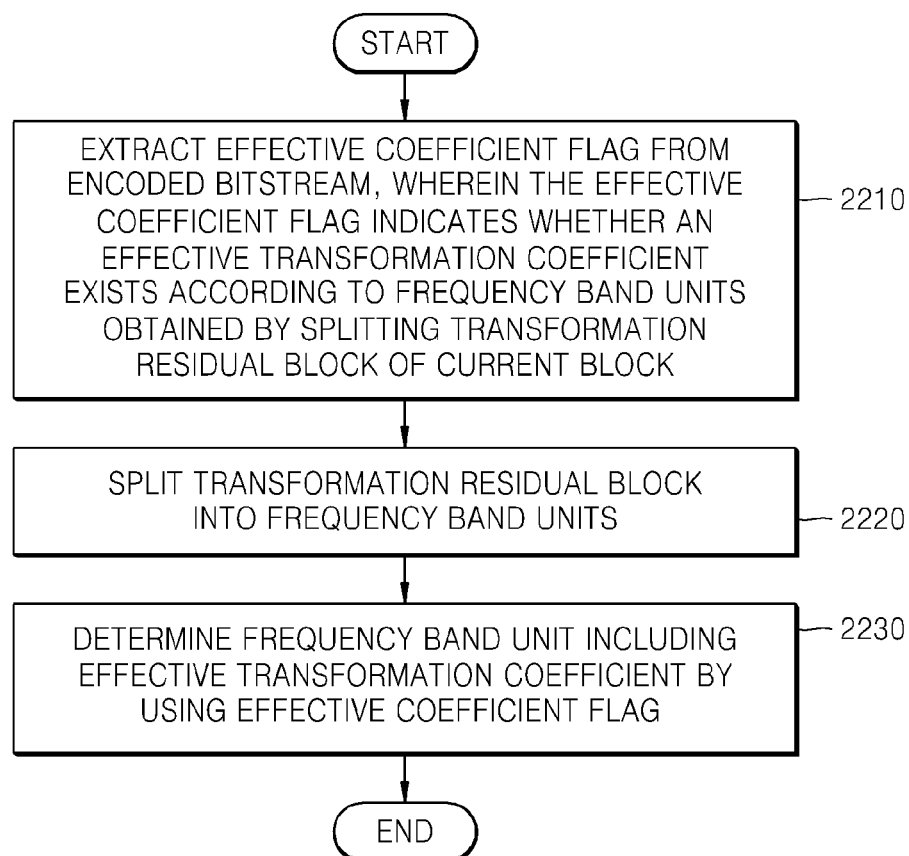 START
EXTRACT EFFECTIVE COEFFICIENT FLAG FROM
ENCODED BITSTREAM, WHEREIN THE EFFECTIVE
COEFFICIENT FLAG INDICATES WHETHER AN
EFFECTIVE TRANSFORMATION COEFFICIENT
EXISTS ACCORDING TO FREQUENCY BAND UNITS
OBTAINED BY SPLITTING TRANSFORMATION
RESIDUAL BLOCK OF CURRENT BLOCK
2210
SPLIT TRANSFORMATION RESIDUAL BLOCK
INTO FREQUENCY BAND UNITS
2220
DETERMINE FREQUENCY BAND UNIT INCLUDING
EFFECTIVE TRANSFORMATION COEFFICIENT BY
USING EFFECTIVE COEFFICIENT FLAG
2230
END